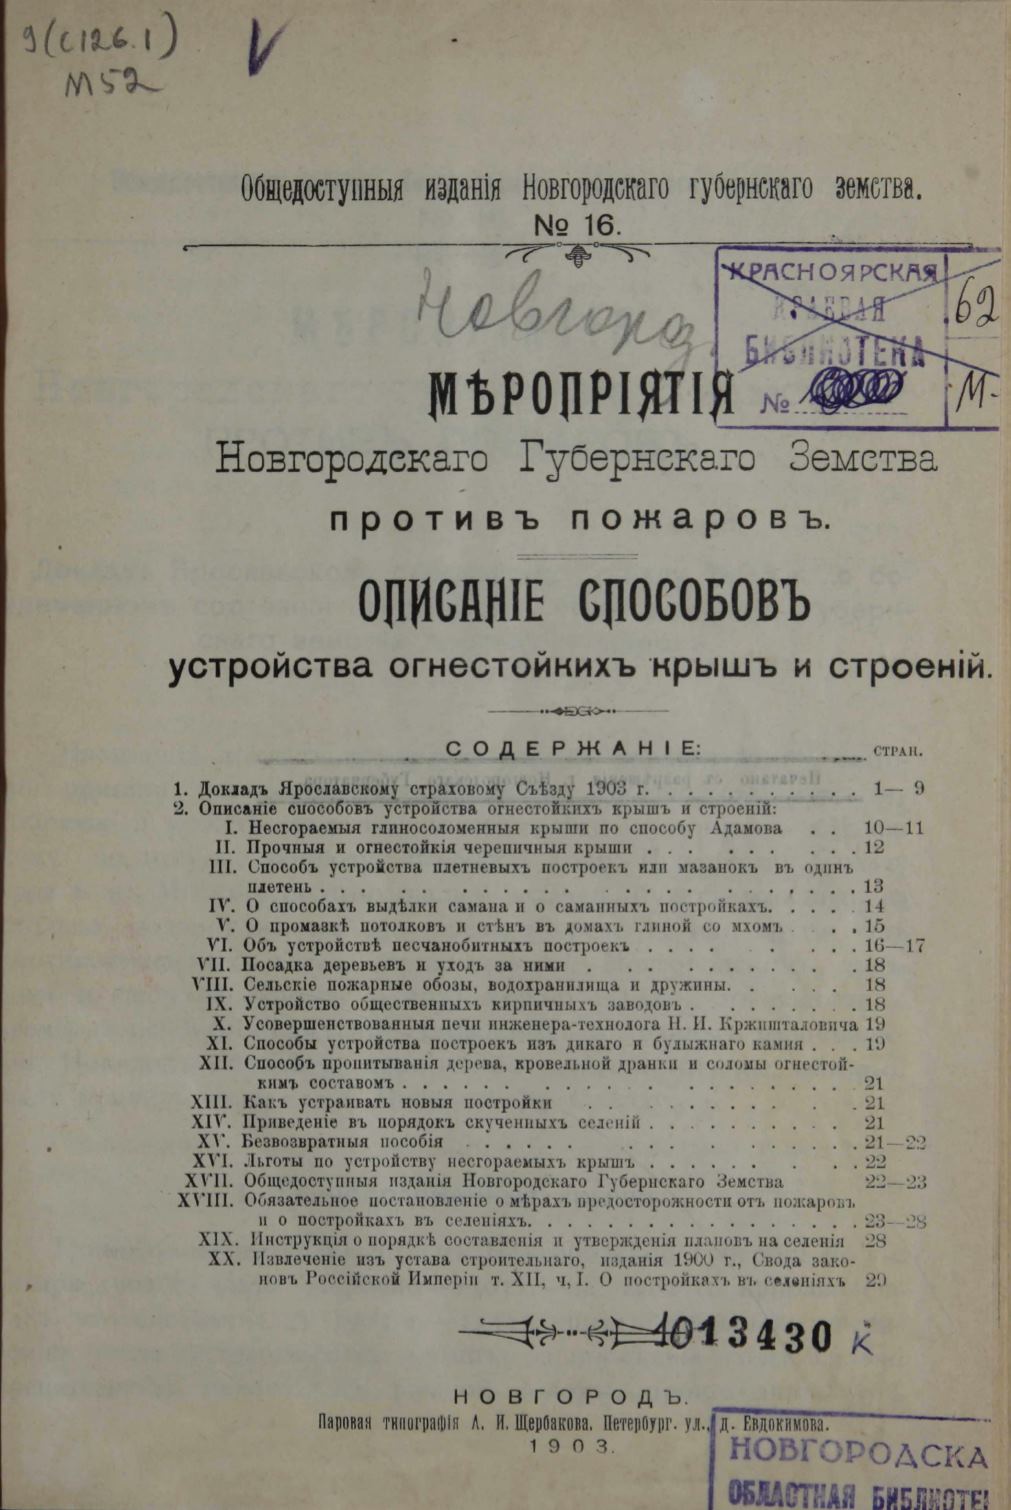 9(C126.1)
М52
V
Общедоступныя изданія Новгородскаго губернскаго земства.
№ 16.
КРАСНОЯРСКАЯ
КРАЕВАЯ
БИБЛИОТЕКА
№
62
М-
Новгород.
МѢРОПРІЯТІЯ
Новгородскаго Губернскаго Земства
противъ пожаровъ.
ОПИСАНІЕ СПОСОБОВЪ
устройства огнестойкихъ крышъ и строеній.
СОДЕРЖАНІЕ: СТРАН.
1. Докладъ Ярославскому страховому Съѣзду 1903 г. . . . . . . . . . . 1— 9
2. Описаніе способовъ устройства огнестойкихъ крышъ и строеній:
I. Несгораемыя глиносоломенныя крыши по способу Адамова . . 10—11
II. Прочныя и огнестойкія черепичныя крыши . . . . . . . . . 12
III. Способъ устройства плетневыхъ построекъ или мазанокъ въ одинъ
плетень . . . . . . . . . . . . . . . . . . . . . 13
IV. О способахъ выдѣлки самана и о саманныхъ постройкахъ. . . . . 14
V. О промазкѣ потолковъ и стѣнъ въ домахъ глиной со мхомъ . . . 15
VI. Объ устройствѣ песчанобитныхъ построекъ . . . . . . . . . 16—17
VII. Посадка деревьевъ и уходъ за ними . . . . . . . . . . 18
VIII. Сельскіе пожарные обозы, водохранилища и дружины. . . . . . 18
IX. Устройство общественныхъ кирпичныхъ заводовъ . . . . . . . . 18
X. Усовершенствованныя печи инженера-технолога И. И. Кржишталовича 19
XI. Способы устройства построекъ изъ дикаго и булыжнаго камня . . . 19
XII. Способъ пропитыванія дерева, кровельной дранки и соломы огнестой-
кимъ составомъ . . . . . . . . . . . . . . . . . . . 21
XIII. Какъ устраивать новыя постройки . . . . . . . . . . . 21
XIV. Приведеніе въ порядокъ скученныхъ селеній . . . . . . . . . 21
XV. Безвозвратныя пособія . . . . . . . . . . . . . . . . 21—22
XVI. Льготы по устройству несгораемыхъ крышъ . . . . . . . . . 22
XVII. Общедоступныя изданія Новгородскаго Губернскаго Земства 22—23
XVIII. Обязательное постановленіе о мѣрахъ предосторожности отъ пожаровъ
и о постройкахъ въ селеніяхъ. . . . . . . . . . . . . . . . . 23—28
XIX. Инструкція о порядкѣ составленія и утвержденія плановъ на селенія 28
XX. Извлеченіе изъ устава строительнаго, изданія 1900 г., Свода зако-
новъ Россійской Имперіи т. XII, ч, I. О постройкахъ въ селеніяхъ 29
1013430 к
НОВГОРОДЪ.
Паровая типографія А. И. Щербакова. Петербург. ул., д. Евдокимова.
1903.
НОВГОРОДСКА
ОБЛАСТНАЯ БИБЛИОТЕ